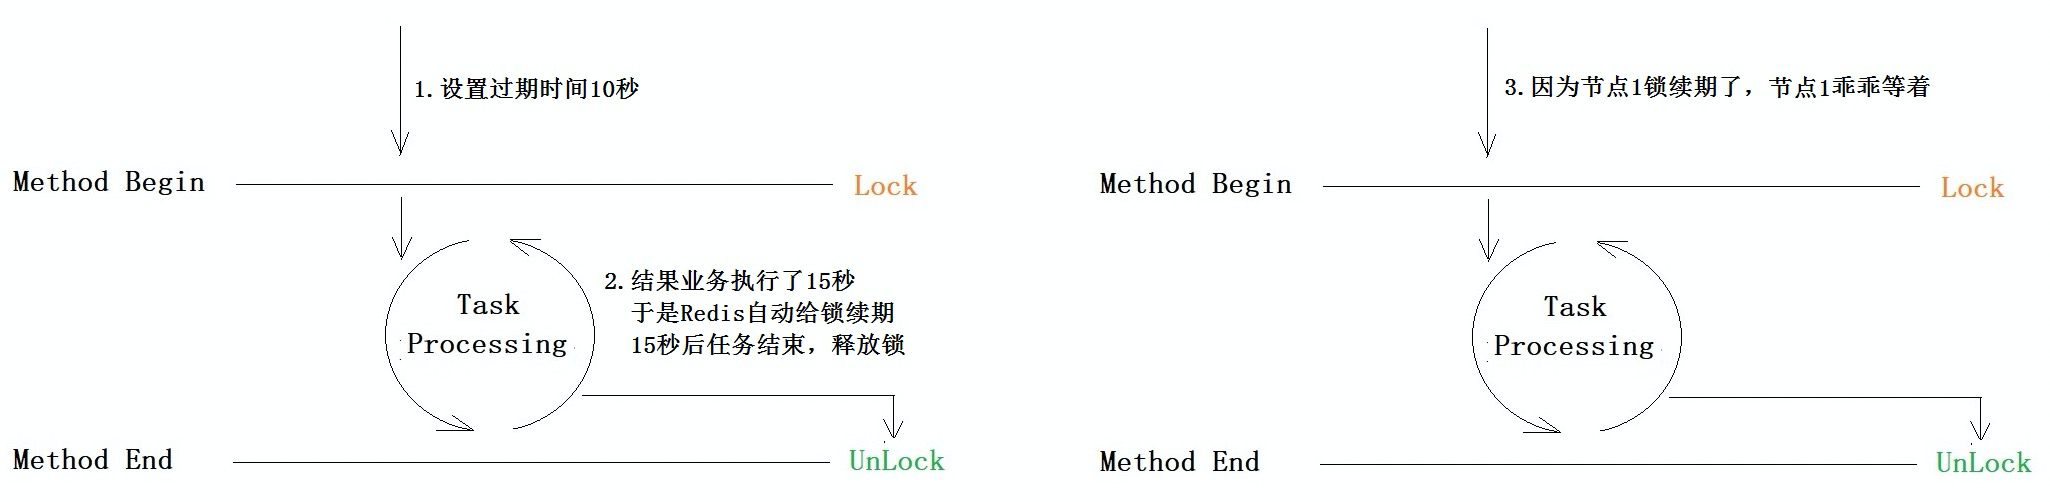 1.设置过期时间10秒
Method Begin
Lock
Task
Processing
2.结果业务执行了15秒
于是Redis自动给锁续期
15秒后任务结束，释放锁
Method End
UnLock
3.因为节点1锁续期了，节点1乖乖等着
Method Begin
Lock
Task
Processing
Method End
UnLock